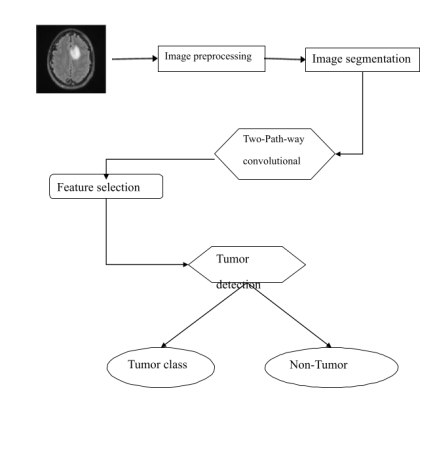 Image preprocessing
Image segmentation
Two-Path-way
convolutional
Feature selection
Tumor
detection
Tumor class
Non-Tumor